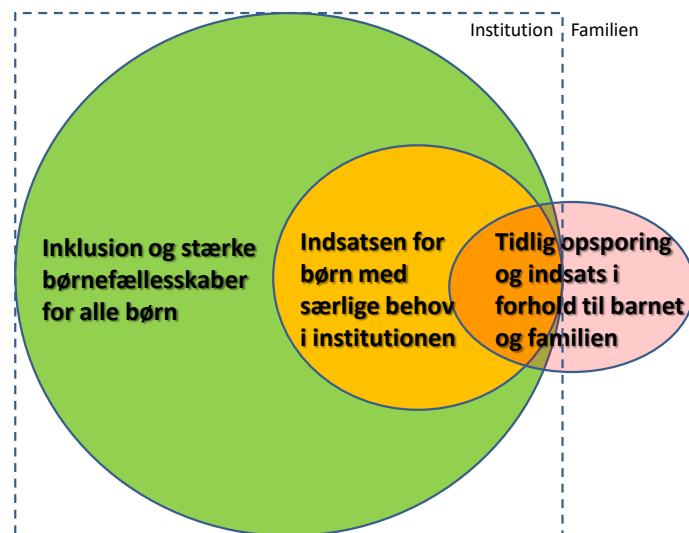 Institution
Familien
Inklusion og stærke
børnefællesskaber
for alle børn
Indsatsen for
børn med
særlige behov
i institutionen
Tidlig opsporing
og indsats i
forhold til barnet
og familien